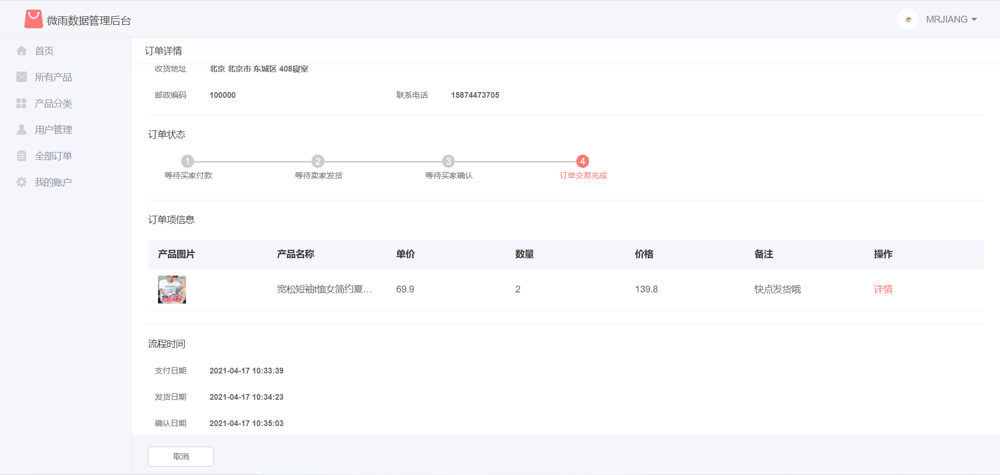 微雨数据管理后台
MRJIANG
首页
所有产品
产品分类
用户管理
全部订单
我的账户
订单详情
收货地址 北京 北京市 东城区 408寝室
邮政编码 100000 联系电话 15874473705
订单状态
1 2 3 4
等待买家付款 等待卖家发货 等待买家确认 订单交易完成
订单项信息
产品图片 产品名称 单价 数量 价格 备注 操作
宽松短袖t恤女简约夏... 69.9 2 139.8 快点发货哦 详情
流程时间
支付日期 2021-04-17 10:33:39
发货日期 2021-04-17 10:34:23
确认日期 2021-04-17 10:35:03
取消